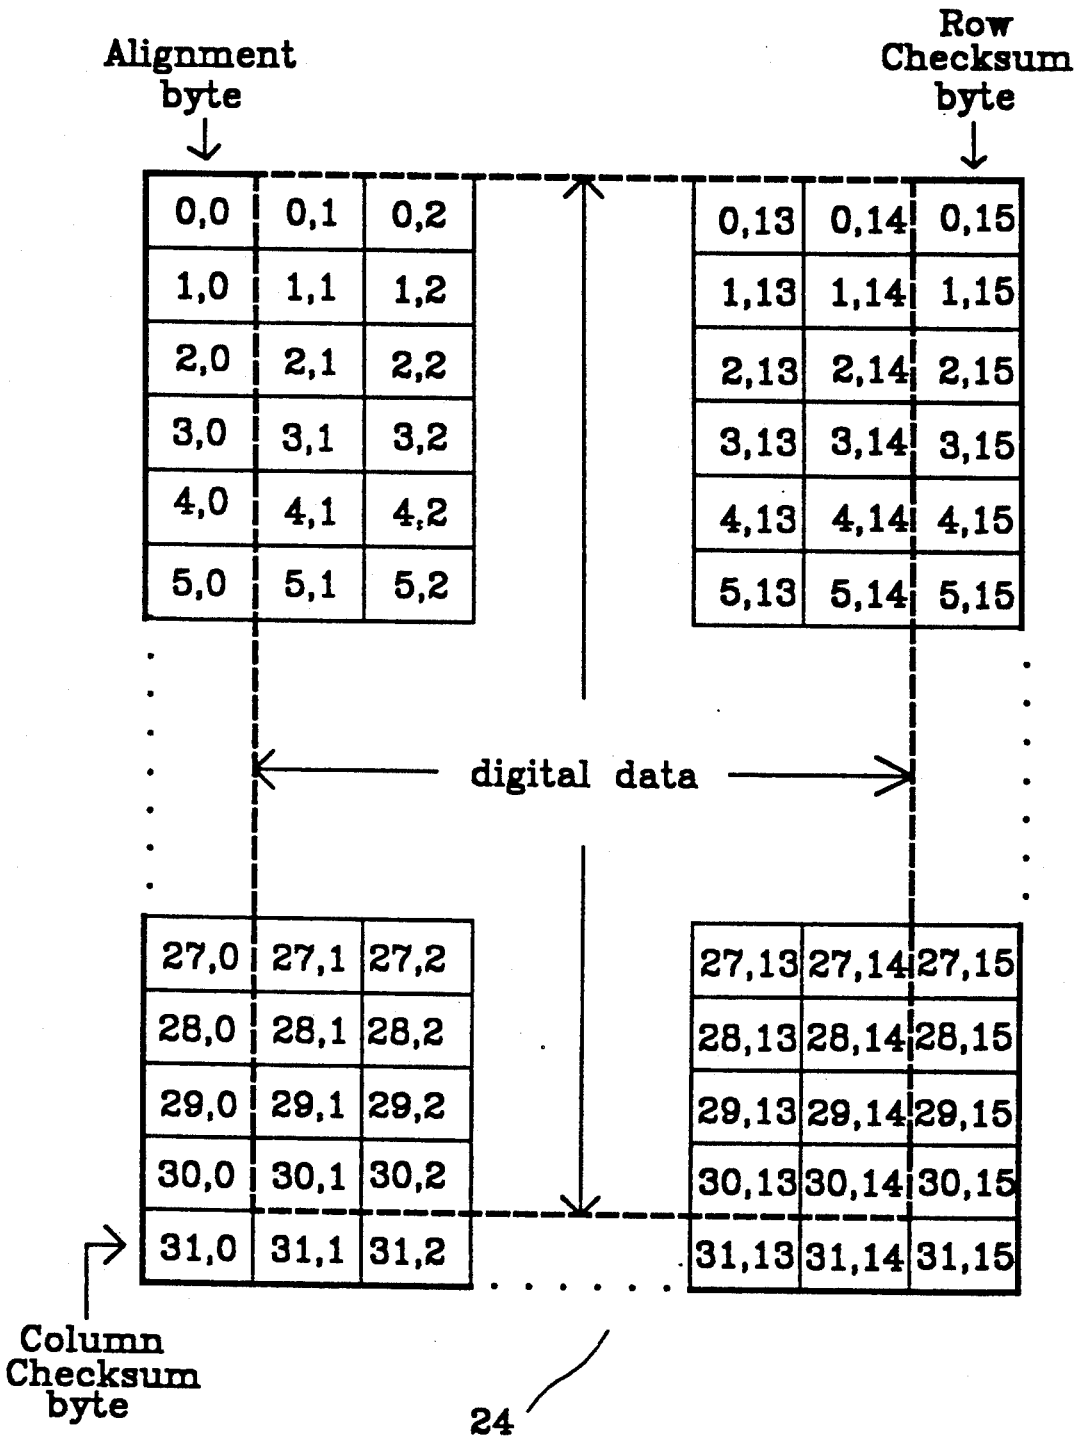 Alignment
byte
Row
Checksum
byte
0,0 0,1 0,2 0,13 0,14 0,15
1,0 1,1 1,2 1,13 1,14 1,15
2,0 2,1 2,2 2,13 2,14 2,15
3,0 3,1 3,2 3,13 3,14 3,15
4,0 4,1 4,2 4,13 4,14 4,15
5,0 5,1 5,2 5,13 5,14 5,15
digital data
27,0 27,1 27,2 27,13 27,14 27,15
28,0 28,1 28,2 28,13 28,14 28,15
29,0 29,1 29,2 29,13 29,14 29,15
30,0 30,1 30,2 30,13 30,14 30,15
31,0 31,1 31,2 31,13 31,14 31,15
Column
Checksum
byte
24